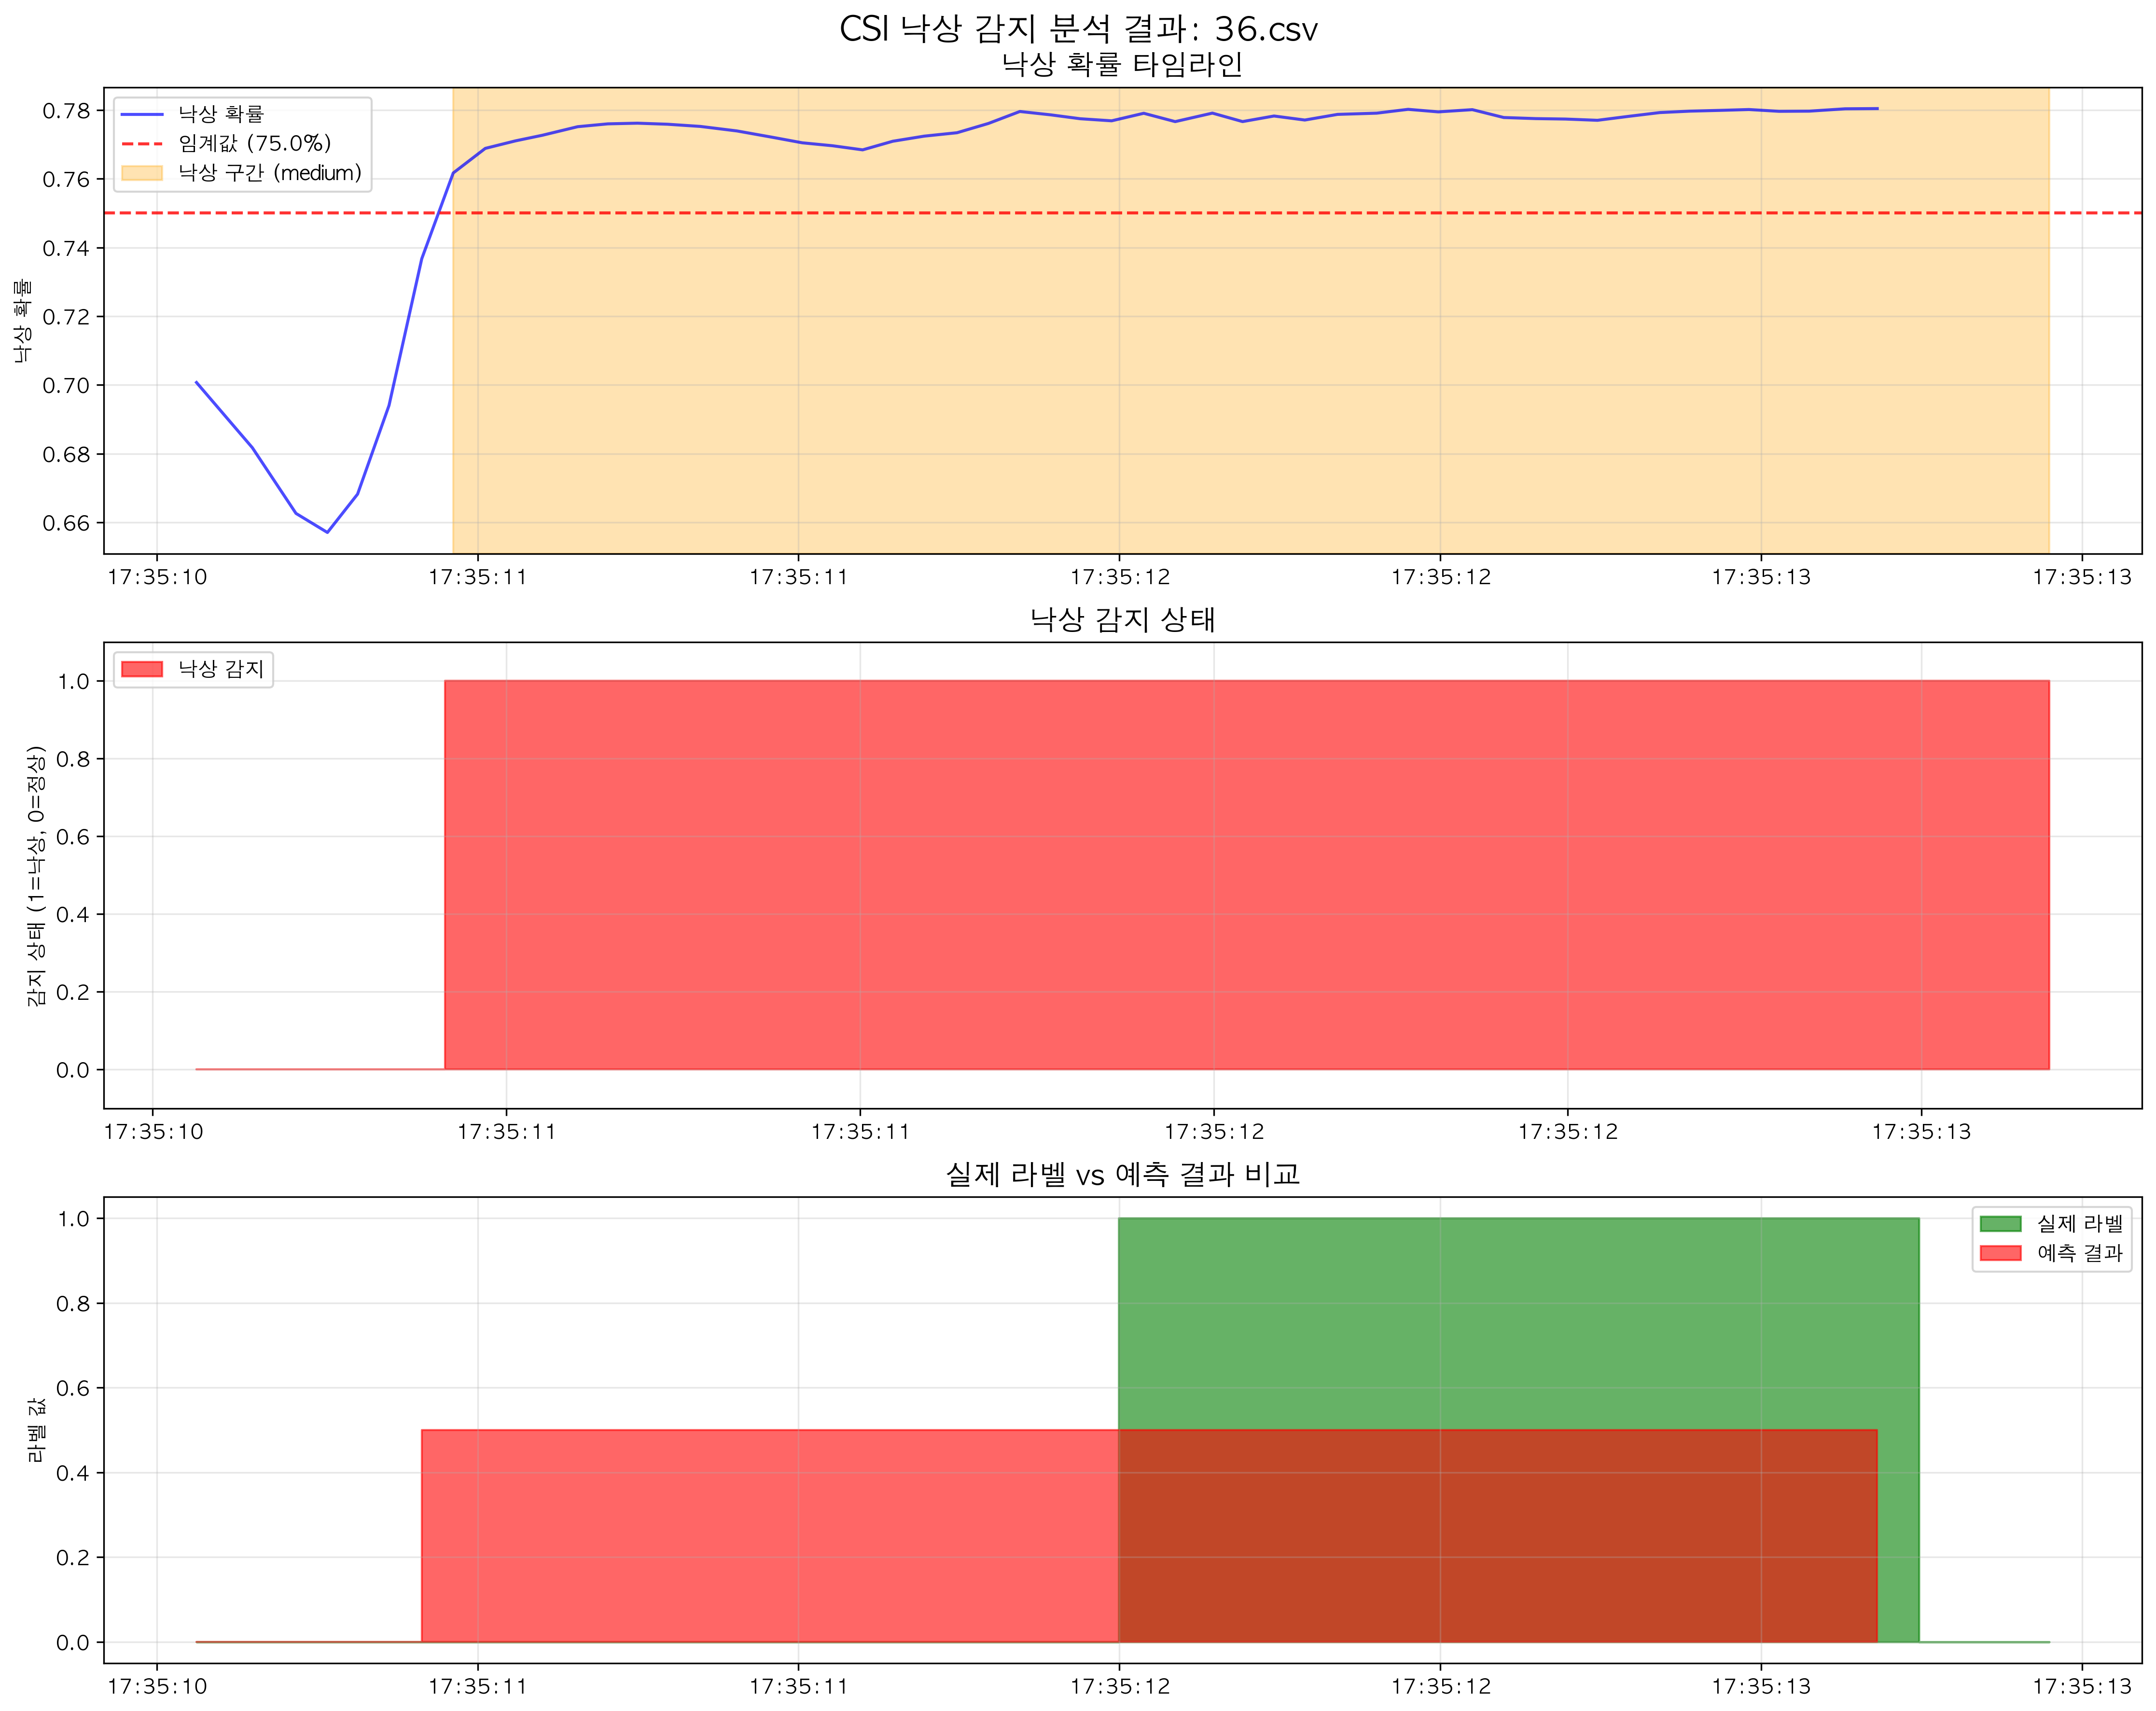 CSI 낙상 감지 분석 결과: 36.csv
낙상 확률 타임라인
낙상 확률
임계값 (75.0%)
낙상 구간 (medium)
낙상 확률
0.78
0.76
0.74
0.72
0.70
0.68
0.66
17:35:10 17:35:11 17:35:11 17:35:12 17:35:12 17:35:13 17:35:13
낙상 감지 상태
낙상 감지
감지 상태 (1=낙상, 0=정상)
1.0
0.8
0.6
0.4
0.2
0.0
17:35:10 17:35:11 17:35:11 17:35:12 17:35:12 17:35:13
실제 라벨 vs 예측 결과 비교
실제 라벨
예측 결과
라벨 값
1.0
0.8
0.6
0.4
0.2
0.0
17:35:10 17:35:11 17:35:11 17:35:12 17:35:12 17:35:13 17:35:13